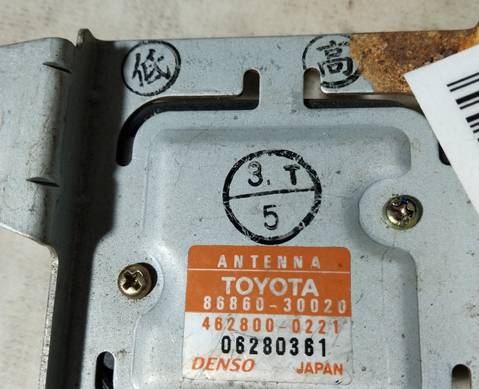 低 高
3. T
5
ANTENNA
TOYOTA
86860-30020
462800-0221
06280361
DENSO JAPAN